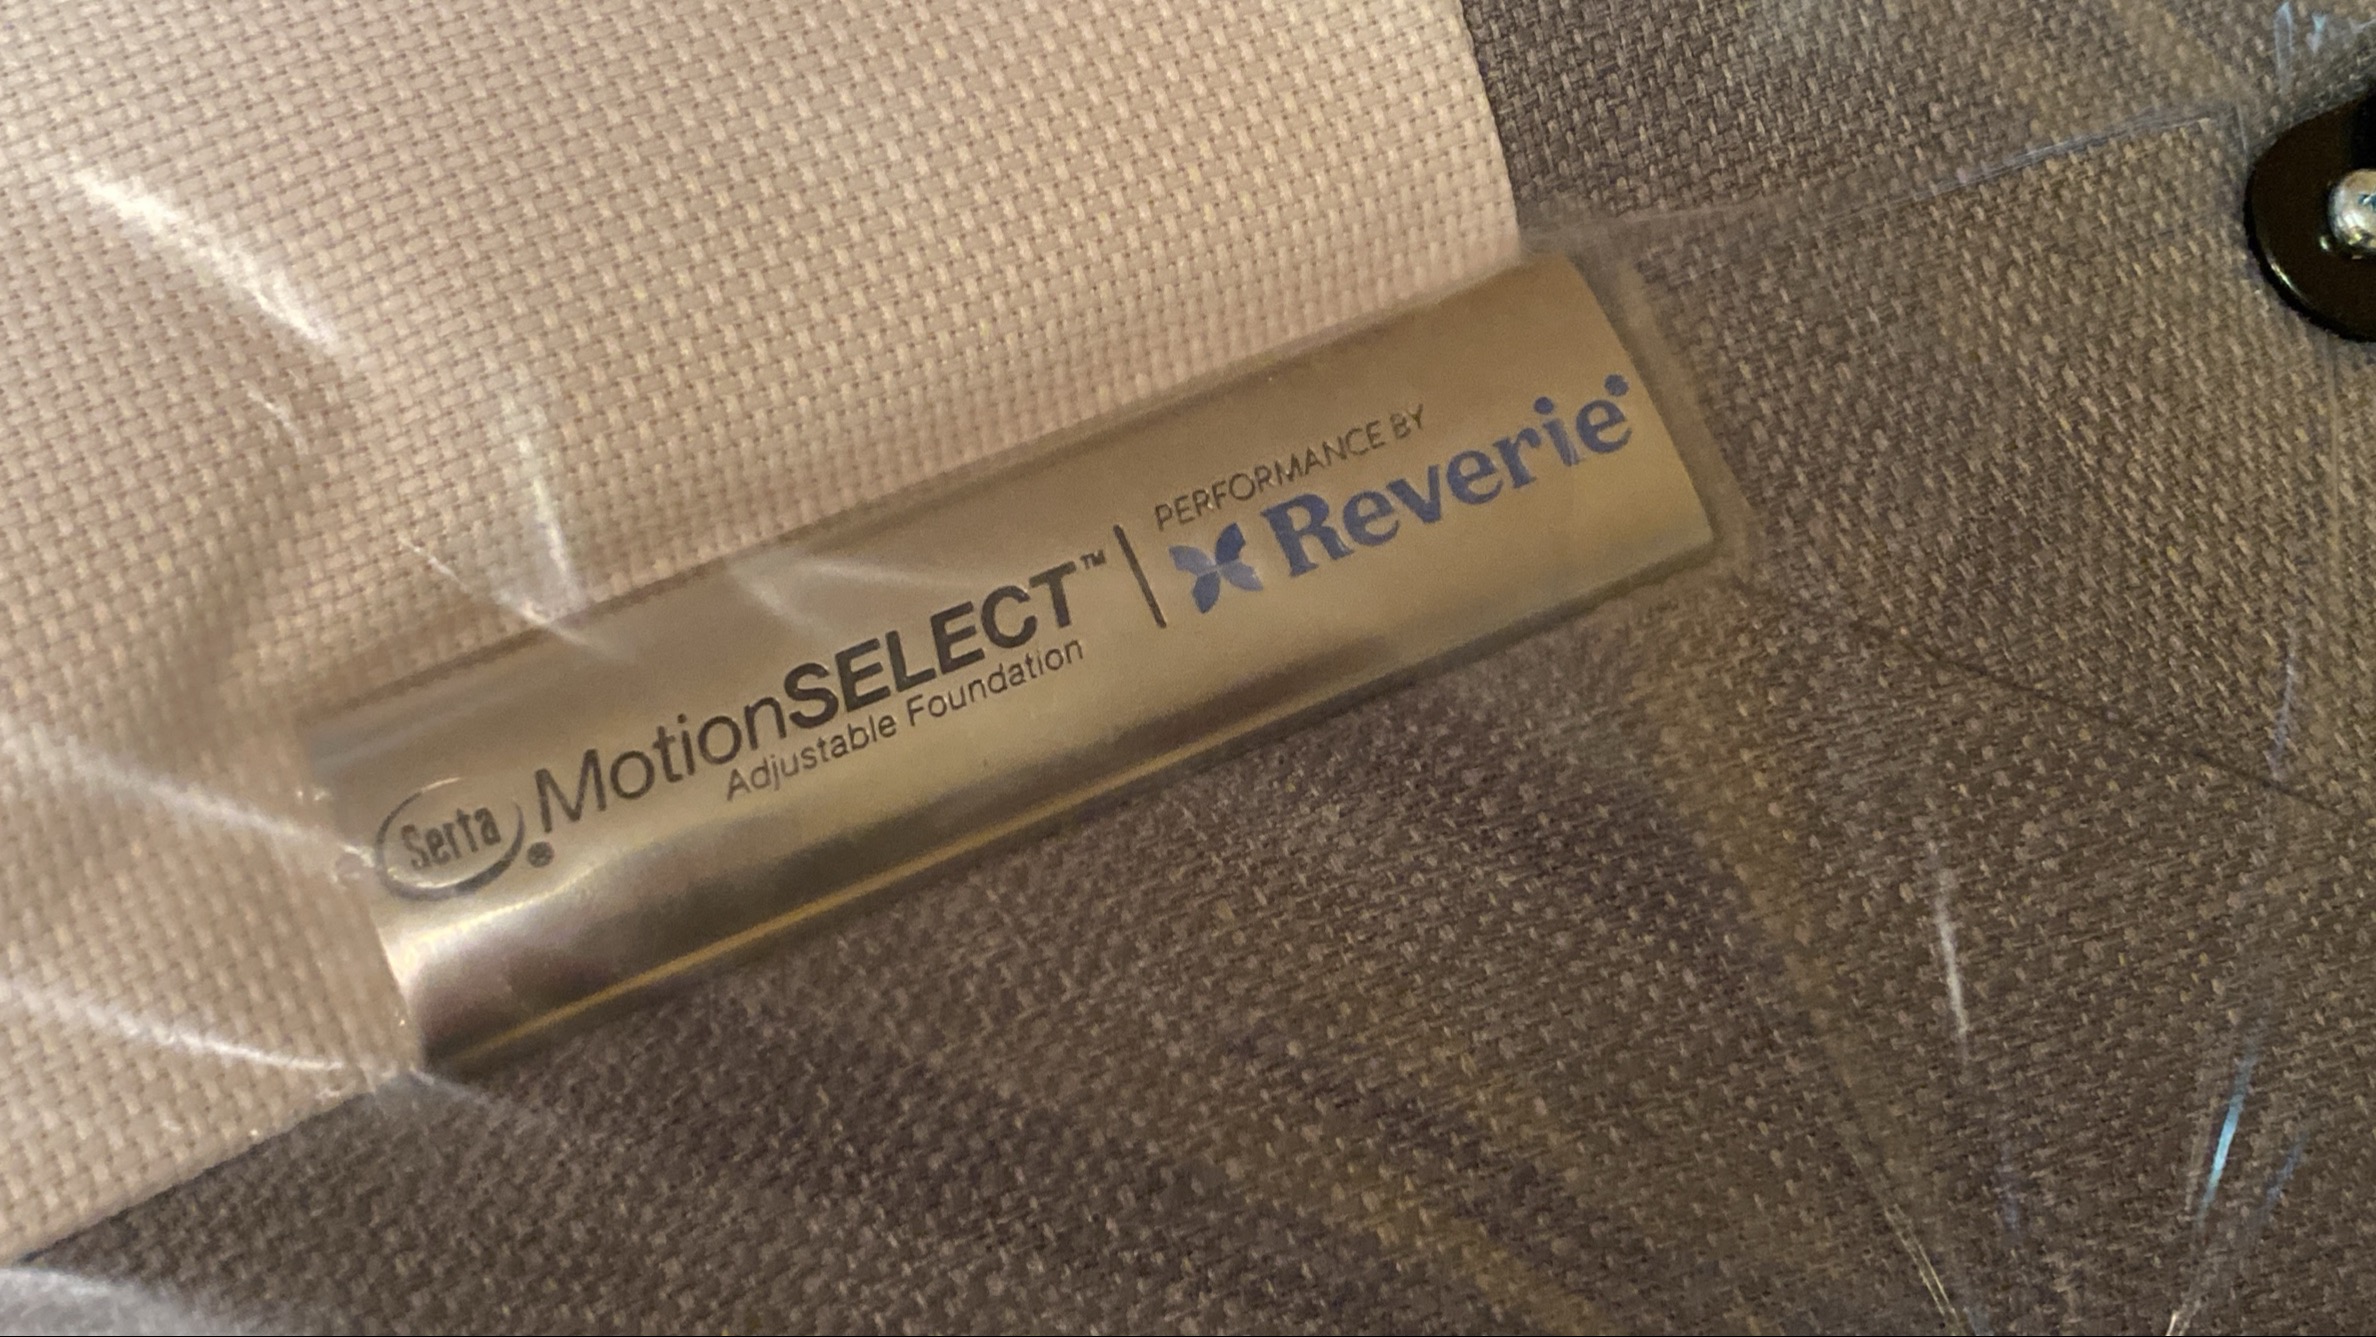 Serta® MotionSELECT™
Adjustable Foundation
PERFORMANCE BY
Reverie®